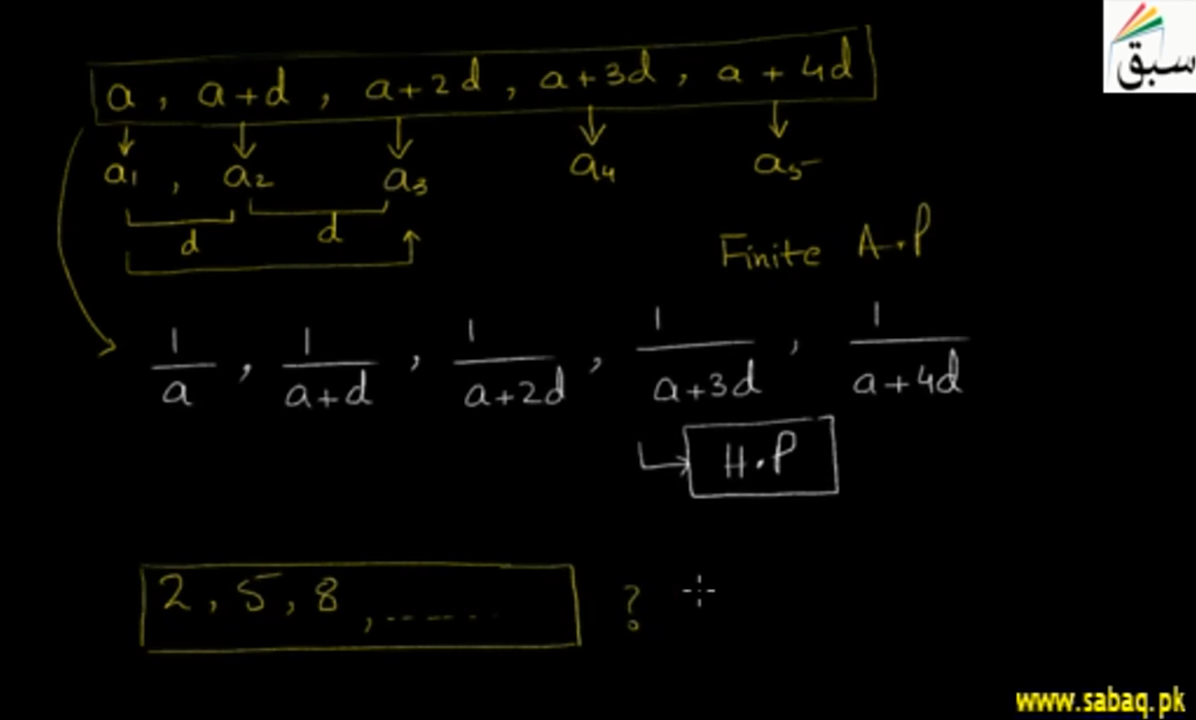 سبق
a , a+d , a+2d , a+3d , a+4d
a₁ , a₂ a₃ a₄ a₅
d d
Finite A.P
1/a , 1/(a+d) , 1/(a+2d) , 1/(a+3d) , 1/(a+4d)
H.P
2 , 5 , 8 , ...... ?
www.sabaq.pk